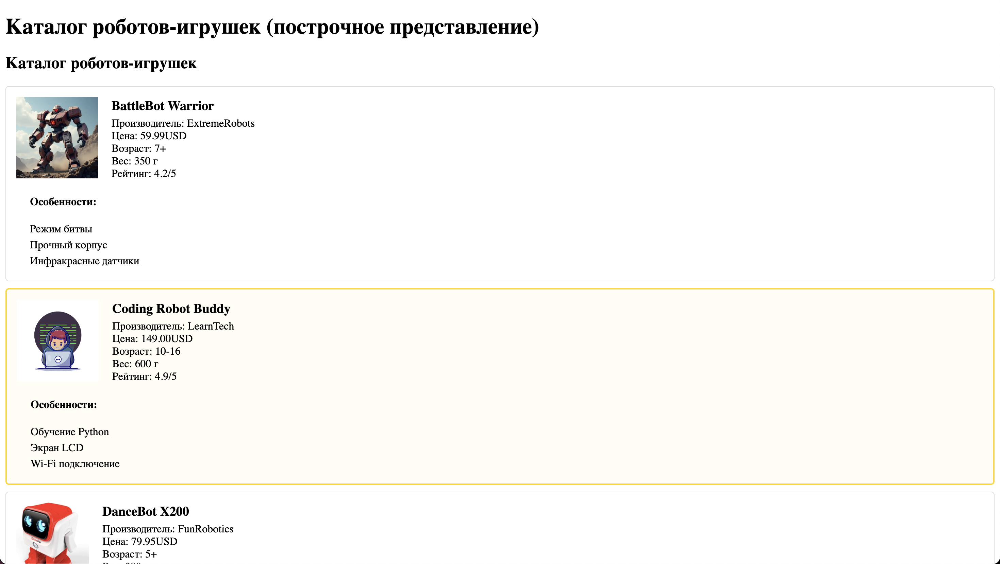 Каталог роботов-игрушек (построчное представление)
Каталог роботов-игрушек
BattleBot Warrior
Производитель: ExtremeRobots
Цена: 59.99USD
Возраст: 7+
Вес: 350 г
Рейтинг: 4.2/5
Особенности:
Режим битвы
Прочный корпус
Инфракрасные датчики
Coding Robot Buddy
Производитель: LearnTech
Цена: 149.00USD
Возраст: 10-16
Вес: 600 г
Рейтинг: 4.9/5
Особенности:
Обучение Python
Экран LCD
Wi-Fi подключение
DanceBot X200
Производитель: FunRobotics
Цена: 79.95USD
Возраст: 5+
dancebot